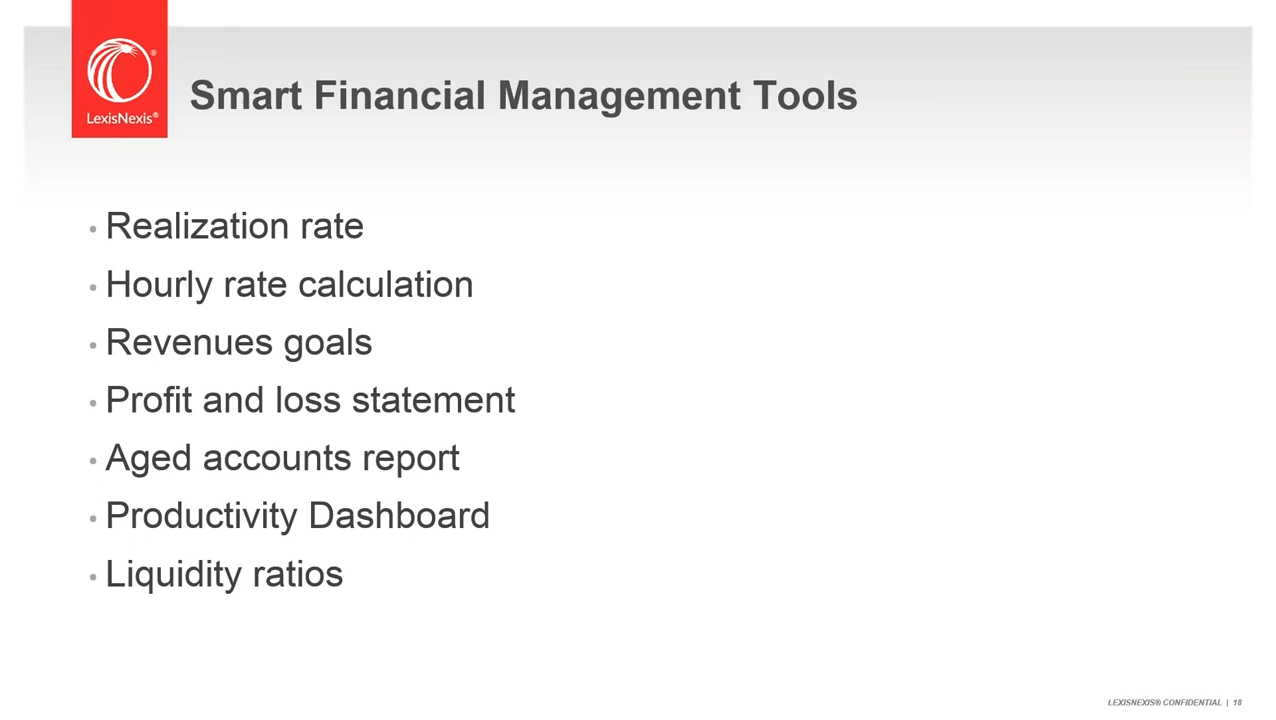 LexisNexis®
Smart Financial Management Tools
• Realization rate
• Hourly rate calculation
• Revenues goals
• Profit and loss statement
• Aged accounts report
• Productivity Dashboard
• Liquidity ratios
LEXISNEXIS® CONFIDENTIAL | 18